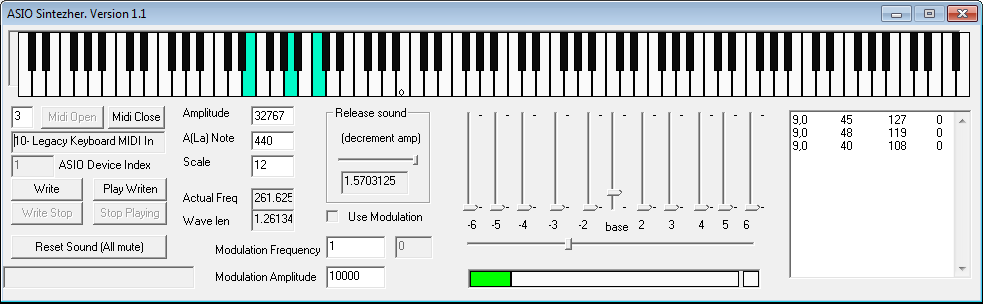 ASIO Sintezher. Version 1.1
3 Midi Open Midi Close
10- Legacy Keyboard MIDI In
1 ASIO Device Index
Write Play Writen
Write Stop Stop Playing
Reset Sound (All mute)
Amplitude 32767
A(La) Note 440
Scale 12
Actual Freq 261.625
Wave len 1.26134
Release sound
(decrement amp)
1.5703125
Use Modulation
Modulation Frequency 1 0
Modulation Amplitude 10000
-6 -5 -4 -3 -2 base 2 3 4 5 6
9,0 45 127 0
9,0 48 119 0
9,0 40 108 0